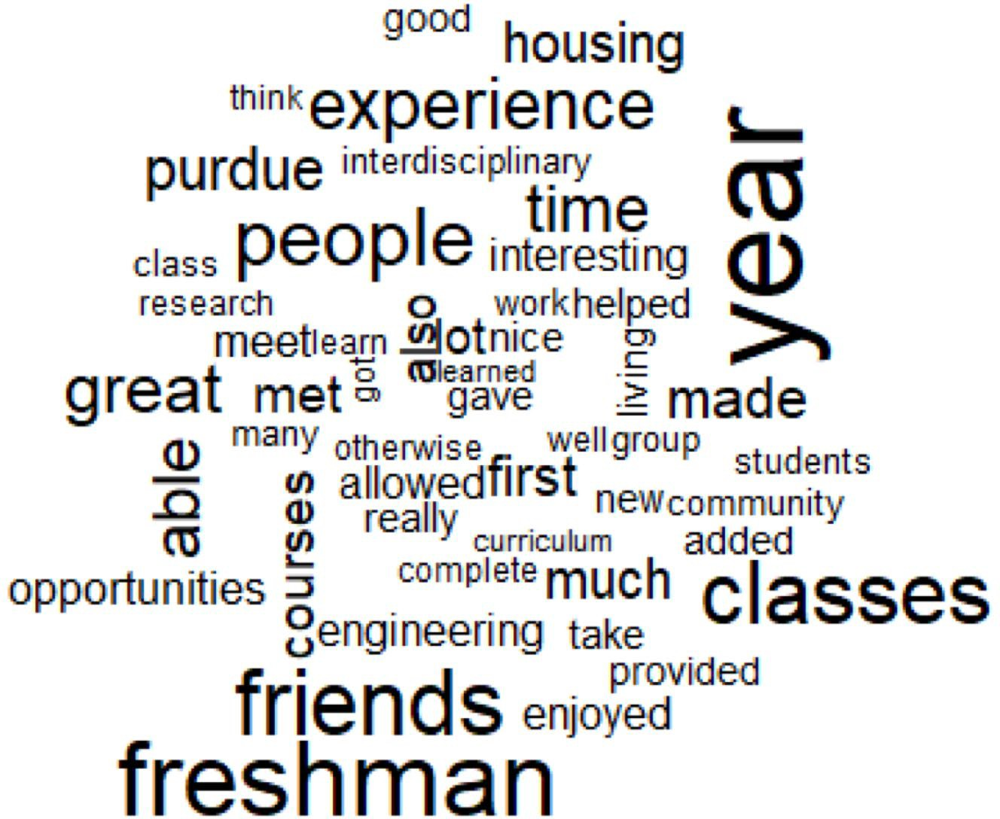 good
housing
think
experience
purdue
interdisciplinary
year
time
people
interesting
class
research
work
helped
also
lot
nice
meet
learn
living
got
learned
great
met
gave
made
many
otherwise
well
group
able
students
first
allowed
courses
new
community
really
curriculum
added
complete
much
classes
opportunities
engineering
take
provided
friends
enjoyed
freshman